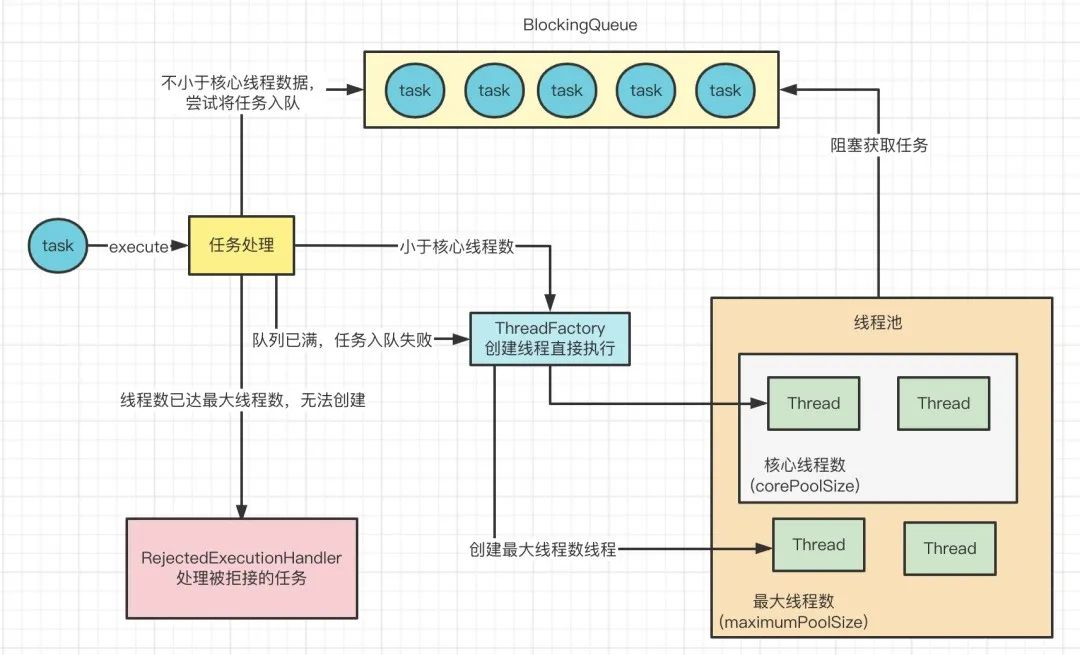 BlockingQueue
不小于核心线程数据，
尝试将任务入队
task
task
task
task
task
阻塞获取任务
task
execute
任务处理
小于核心线程数
队列已满，任务入队失败
ThreadFactory
创建线程直接执行
线程池
线程数已达最大线程数，无法创建
Thread
Thread
核心线程数
(corePoolSize)
RejectedExecutionHandler
处理被拒接的任务
创建最大线程数线程
Thread
Thread
最大线程数
(maximumPoolSize)